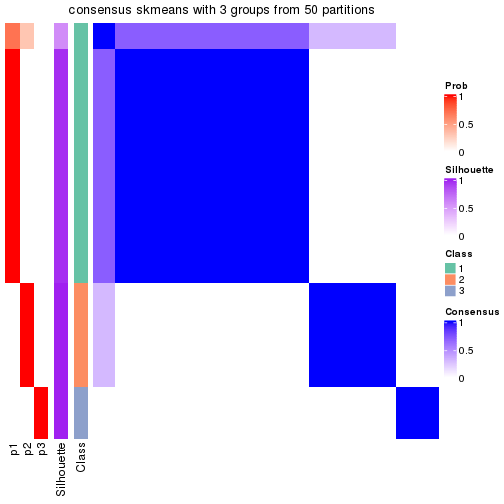 consensus skmeans with 3 groups from 50 partitions
Prob
1
0.5
0
Silhouette
1
0.5
0
Class
1
2
3
Consensus
1
0.5
0
p1
p2
p3
Silhouette
Class